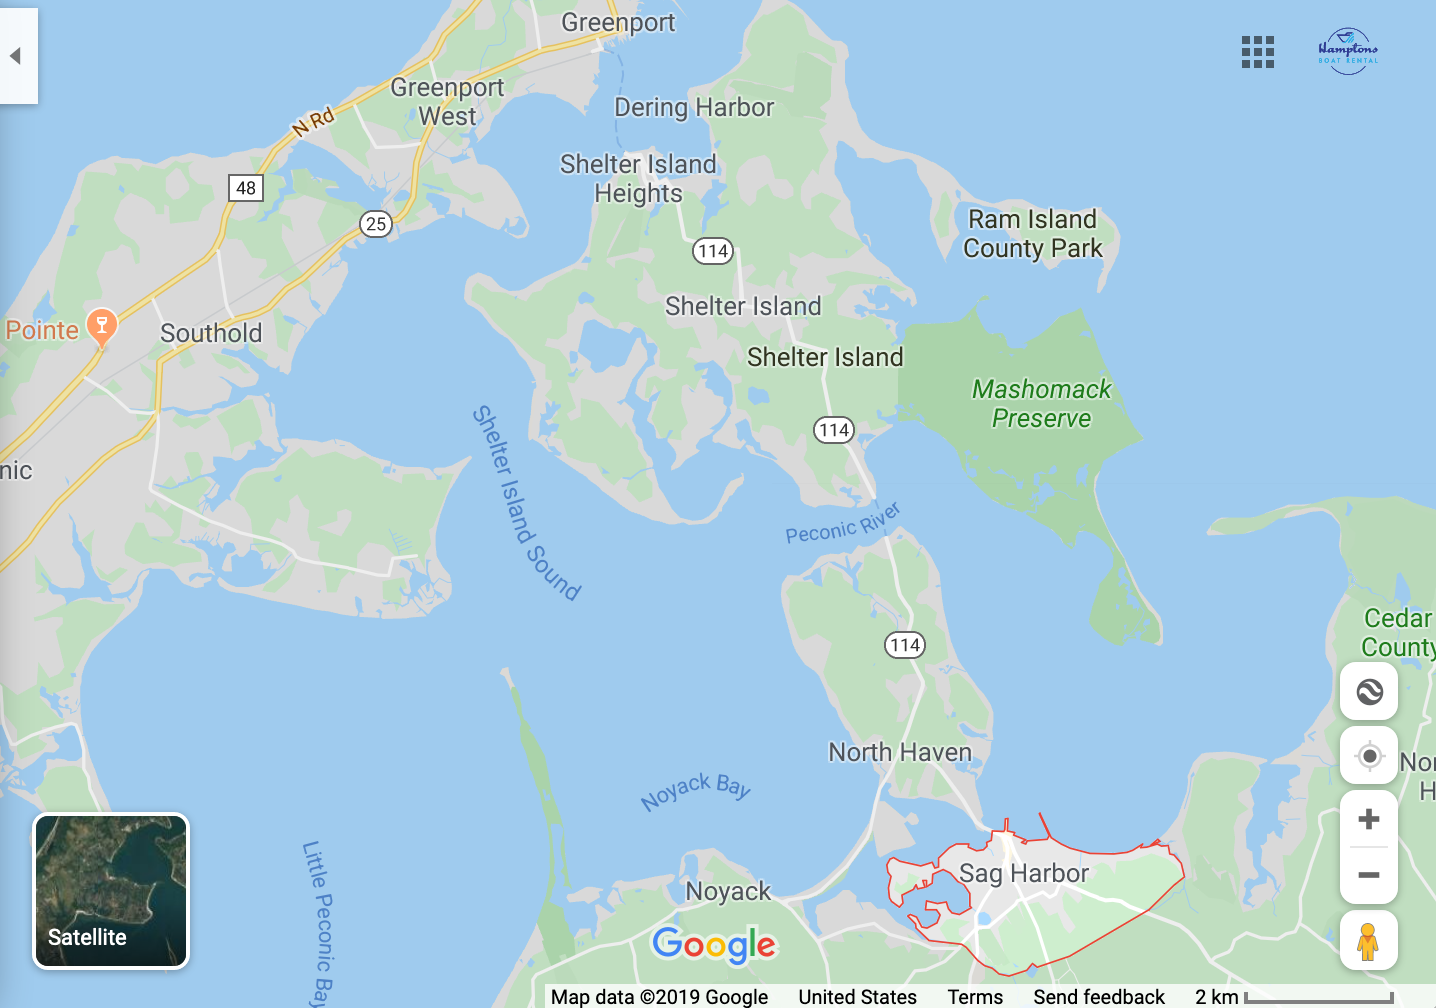 Greenport
Hamptons
BOAT RENTAL
Greenport
West
Dering Harbor
N Rd
Shelter Island
Heights
48
25
Ram Island
County Park
114
Shelter Island
Pointe
Southold
Shelter Island
Mashomack
Preserve
114
nic
Shelter Island Sound
Peconic River
Cedar
County
114
North Haven
Nor
H
Noyack Bay
Little Peconic Bay
Sag Harbor
Noyack
Satellite
Google
Map data ©2019 Google United States Terms Send feedback 2 km